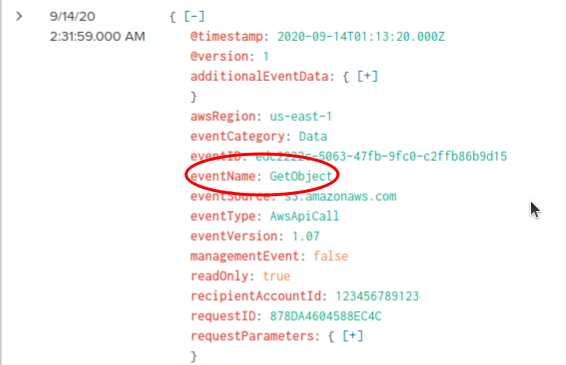 > 9/14/20 { [-]
2:31:59.000 AM @timestamp: 2020-09-14T01:13:20.000Z
@version: 1
additionalEventData: { [+]
}
awsRegion: us-east-1
eventCategory: Data
eventID: edc2222c-5063-47fb-9fc0-c2ffb86b9d15
eventName: GetObject
eventSource: s3.amazonaws.com
eventType: AwsApiCall
eventVersion: 1.07
managementEvent: false
readOnly: true
recipientAccountId: 123456789123
requestID: 878DA4604588EC4C
requestParameters: { [+]
}